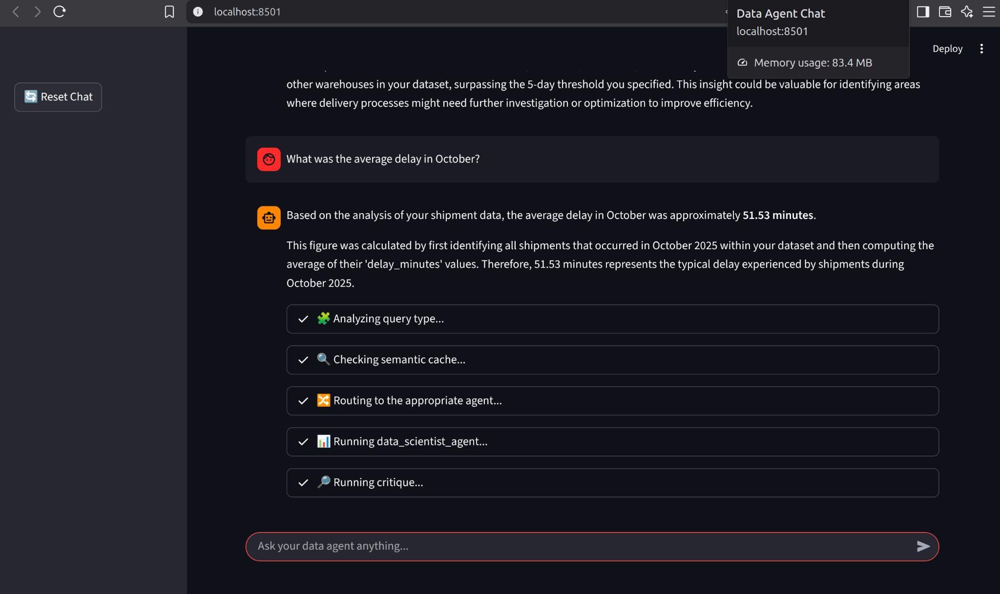 localhost:8501
Data Agent Chat
localhost:8501
Memory usage: 83.4 MB
Deploy
Reset Chat
other warehouses in your dataset, surpassing the 5-day threshold you specified. This insight could be valuable for identifying areas
where delivery processes might need further investigation or optimization to improve efficiency.
What was the average delay in October?
Based on the analysis of your shipment data, the average delay in October was approximately 51.53 minutes.
This figure was calculated by first identifying all shipments that occurred in October 2025 within your dataset and then computing the
average of their 'delay_minutes' values. Therefore, 51.53 minutes represents the typical delay experienced by shipments during
October 2025.
Analyzing query type...
Checking semantic cache...
Routing to the appropriate agent...
Running data_scientist_agent...
Running critique...
Ask your data agent anything...